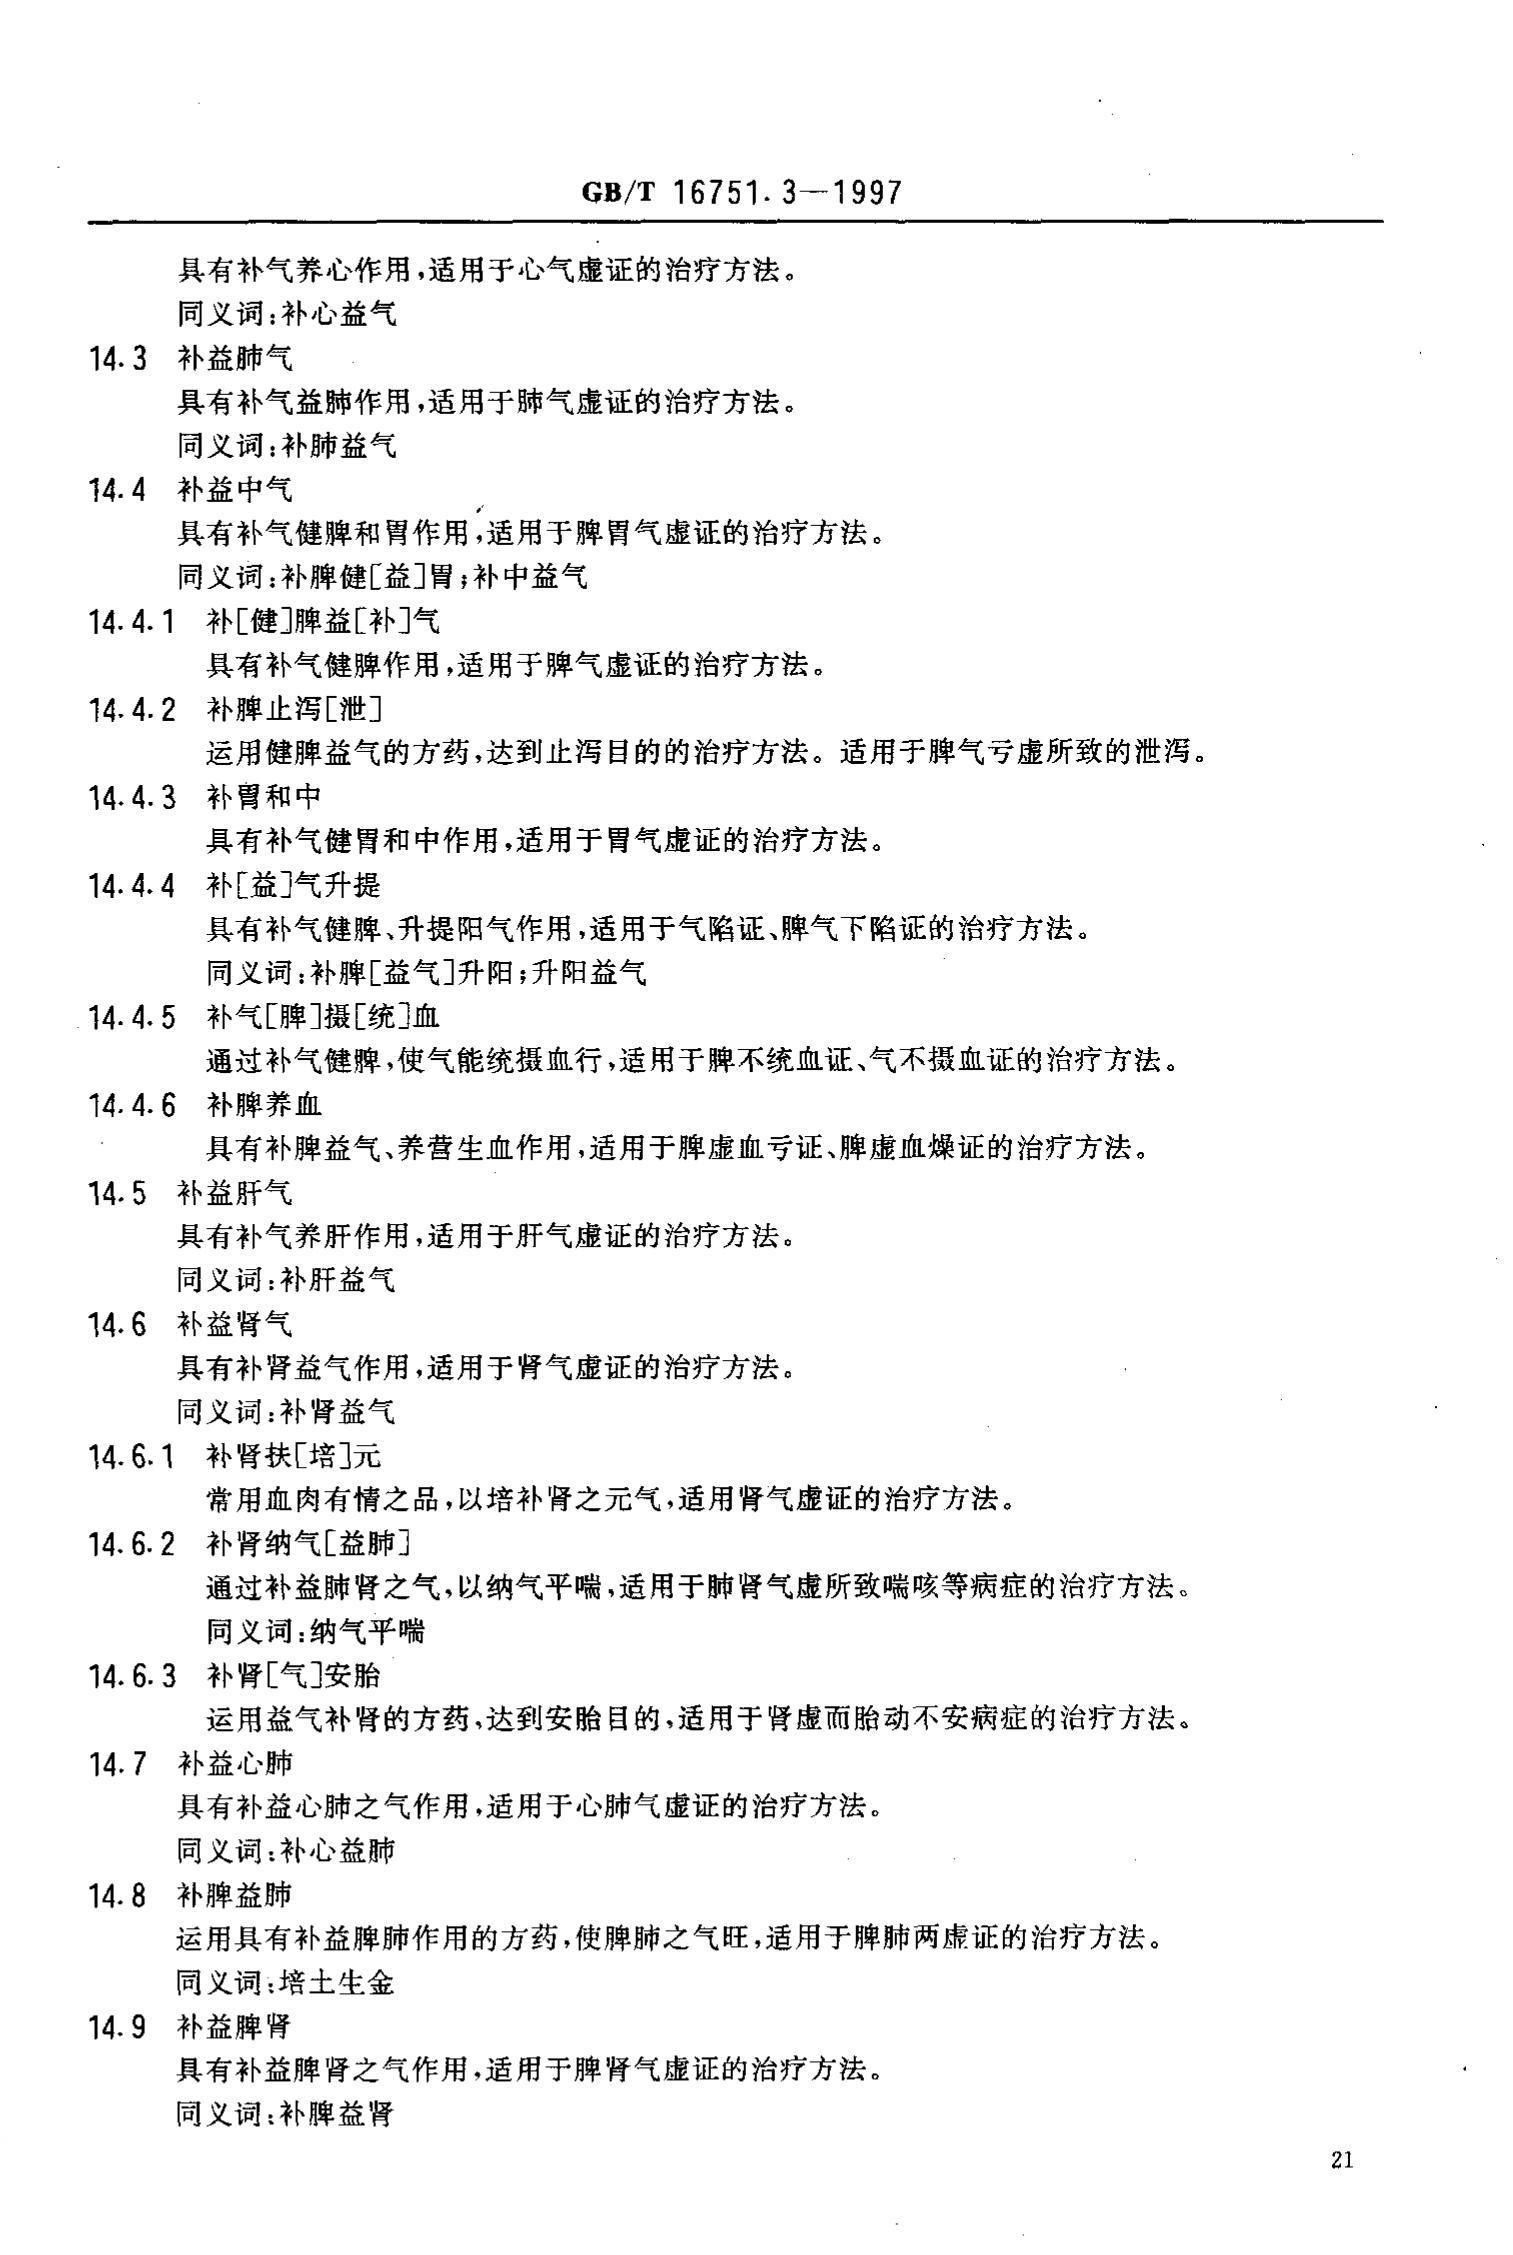 GB/T 16751.3—1997
具有补气养心作用,适用于心气虚证的治疗方法。
同义词:补心益气
14.3 补益肺气
具有补气益肺作用,适用于肺气虚证的治疗方法。
同义词:补肺益气
14.4 补益中气
具有补气健脾和胃作用,适用于脾胃气虚证的治疗方法。
同义词:补脾健[益]胃;补中益气
14.4.1 补[健]脾益[补]气
具有补气健脾作用,适用于脾气虚证的治疗方法。
14.4.2 补脾止泻[泄]
运用健脾益气的方药,达到止泻目的的治疗方法。适用于脾气亏虚所致的泄泻。
14.4.3 补胃和中
具有补气健胃和中作用,适用于胃气虚证的治疗方法。
14.4.4 补[益]气升提
具有补气健脾、升提阳气作用,适用于气陷证、脾气下陷证的治疗方法。
同义词:补脾[益气]升阳;升阳益气
14.4.5 补气[脾]摄[统]血
通过补气健脾,使气能统摄血行,适用于脾不统血证、气不摄血证的治疗方法。
14.4.6 补脾养血
具有补脾益气、养营生血作用,适用于脾虚血亏证、脾虚血燥证的治疗方法。
14.5 补益肝气
具有补气养肝作用,适用于肝气虚证的治疗方法。
同义词:补肝益气
14.6 补益肾气
具有补肾益气作用,适用于肾气虚证的治疗方法。
同义词:补肾益气
14.6.1 补肾扶[培]元
常用血肉有情之品,以培补肾之元气,适用肾气虚证的治疗方法。
14.6.2 补肾纳气[益肺]
通过补益肺肾之气,以纳气平喘,适用于肺肾气虚所致喘咳等病症的治疗方法。
同义词:纳气平喘
14.6.3 补肾[气]安胎
运用益气补肾的方药,达到安胎目的,适用于肾虚而胎动不安病症的治疗方法。
14.7 补益心肺
具有补益心肺之气作用,适用于心肺气虚证的治疗方法。
同义词:补心益肺
14.8 补脾益肺
运用具有补益脾肺作用的方药,使脾肺之气旺,适用于脾肺两虚证的治疗方法。
同义词:培土生金
14.9 补益脾肾
具有补益脾肾之气作用,适用于脾肾气虚证的治疗方法。
同义词:补脾益肾
21